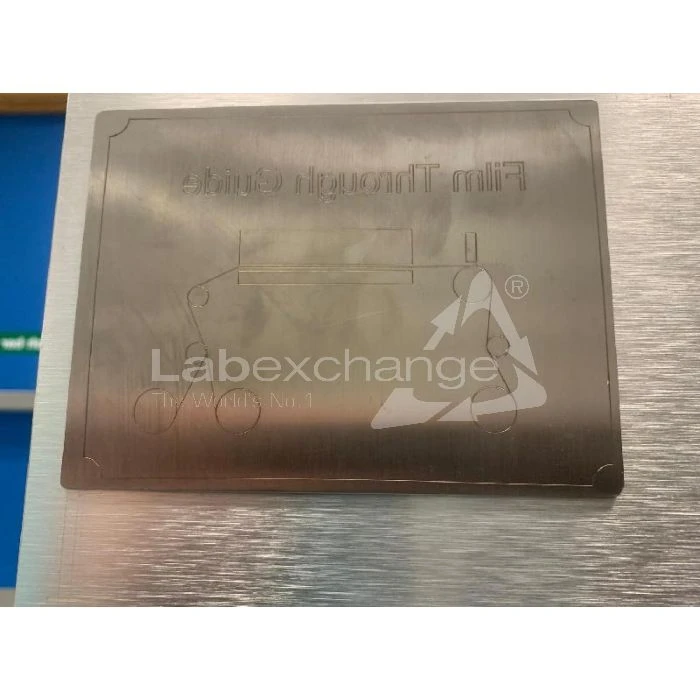 Film Through Guide
®
Labexchange
The World's No.1